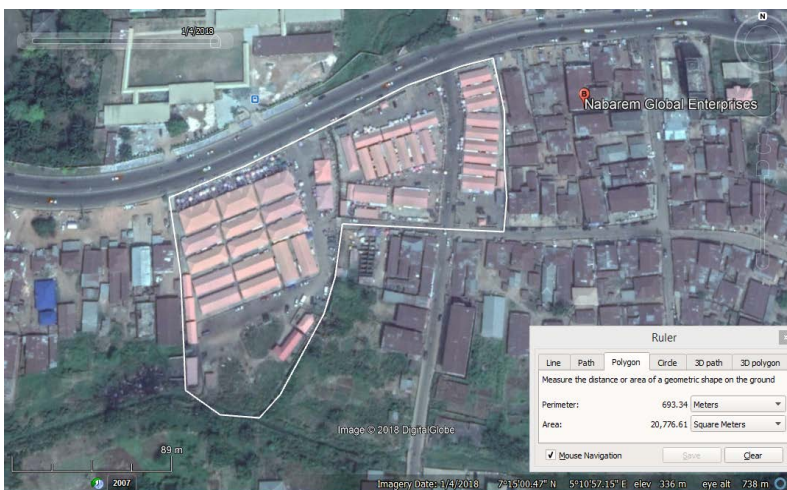 N
1/4/2018
B
Nabarem Global Enterprises
Ruler
Line Path Polygon Circle 3D path 3D polygon
Measure the distance or area of a geometric shape on the ground
Perimeter: 693.34 Meters
Area: 20,776.61 Square Meters
Mouse Navigation Save Clear
Image © 2018 DigitalGlobe
89 m
2007
Imagery Date: 1/4/2018 7°15'00.47" N 5°10'57.15" E elev 336 m eye alt 738 m